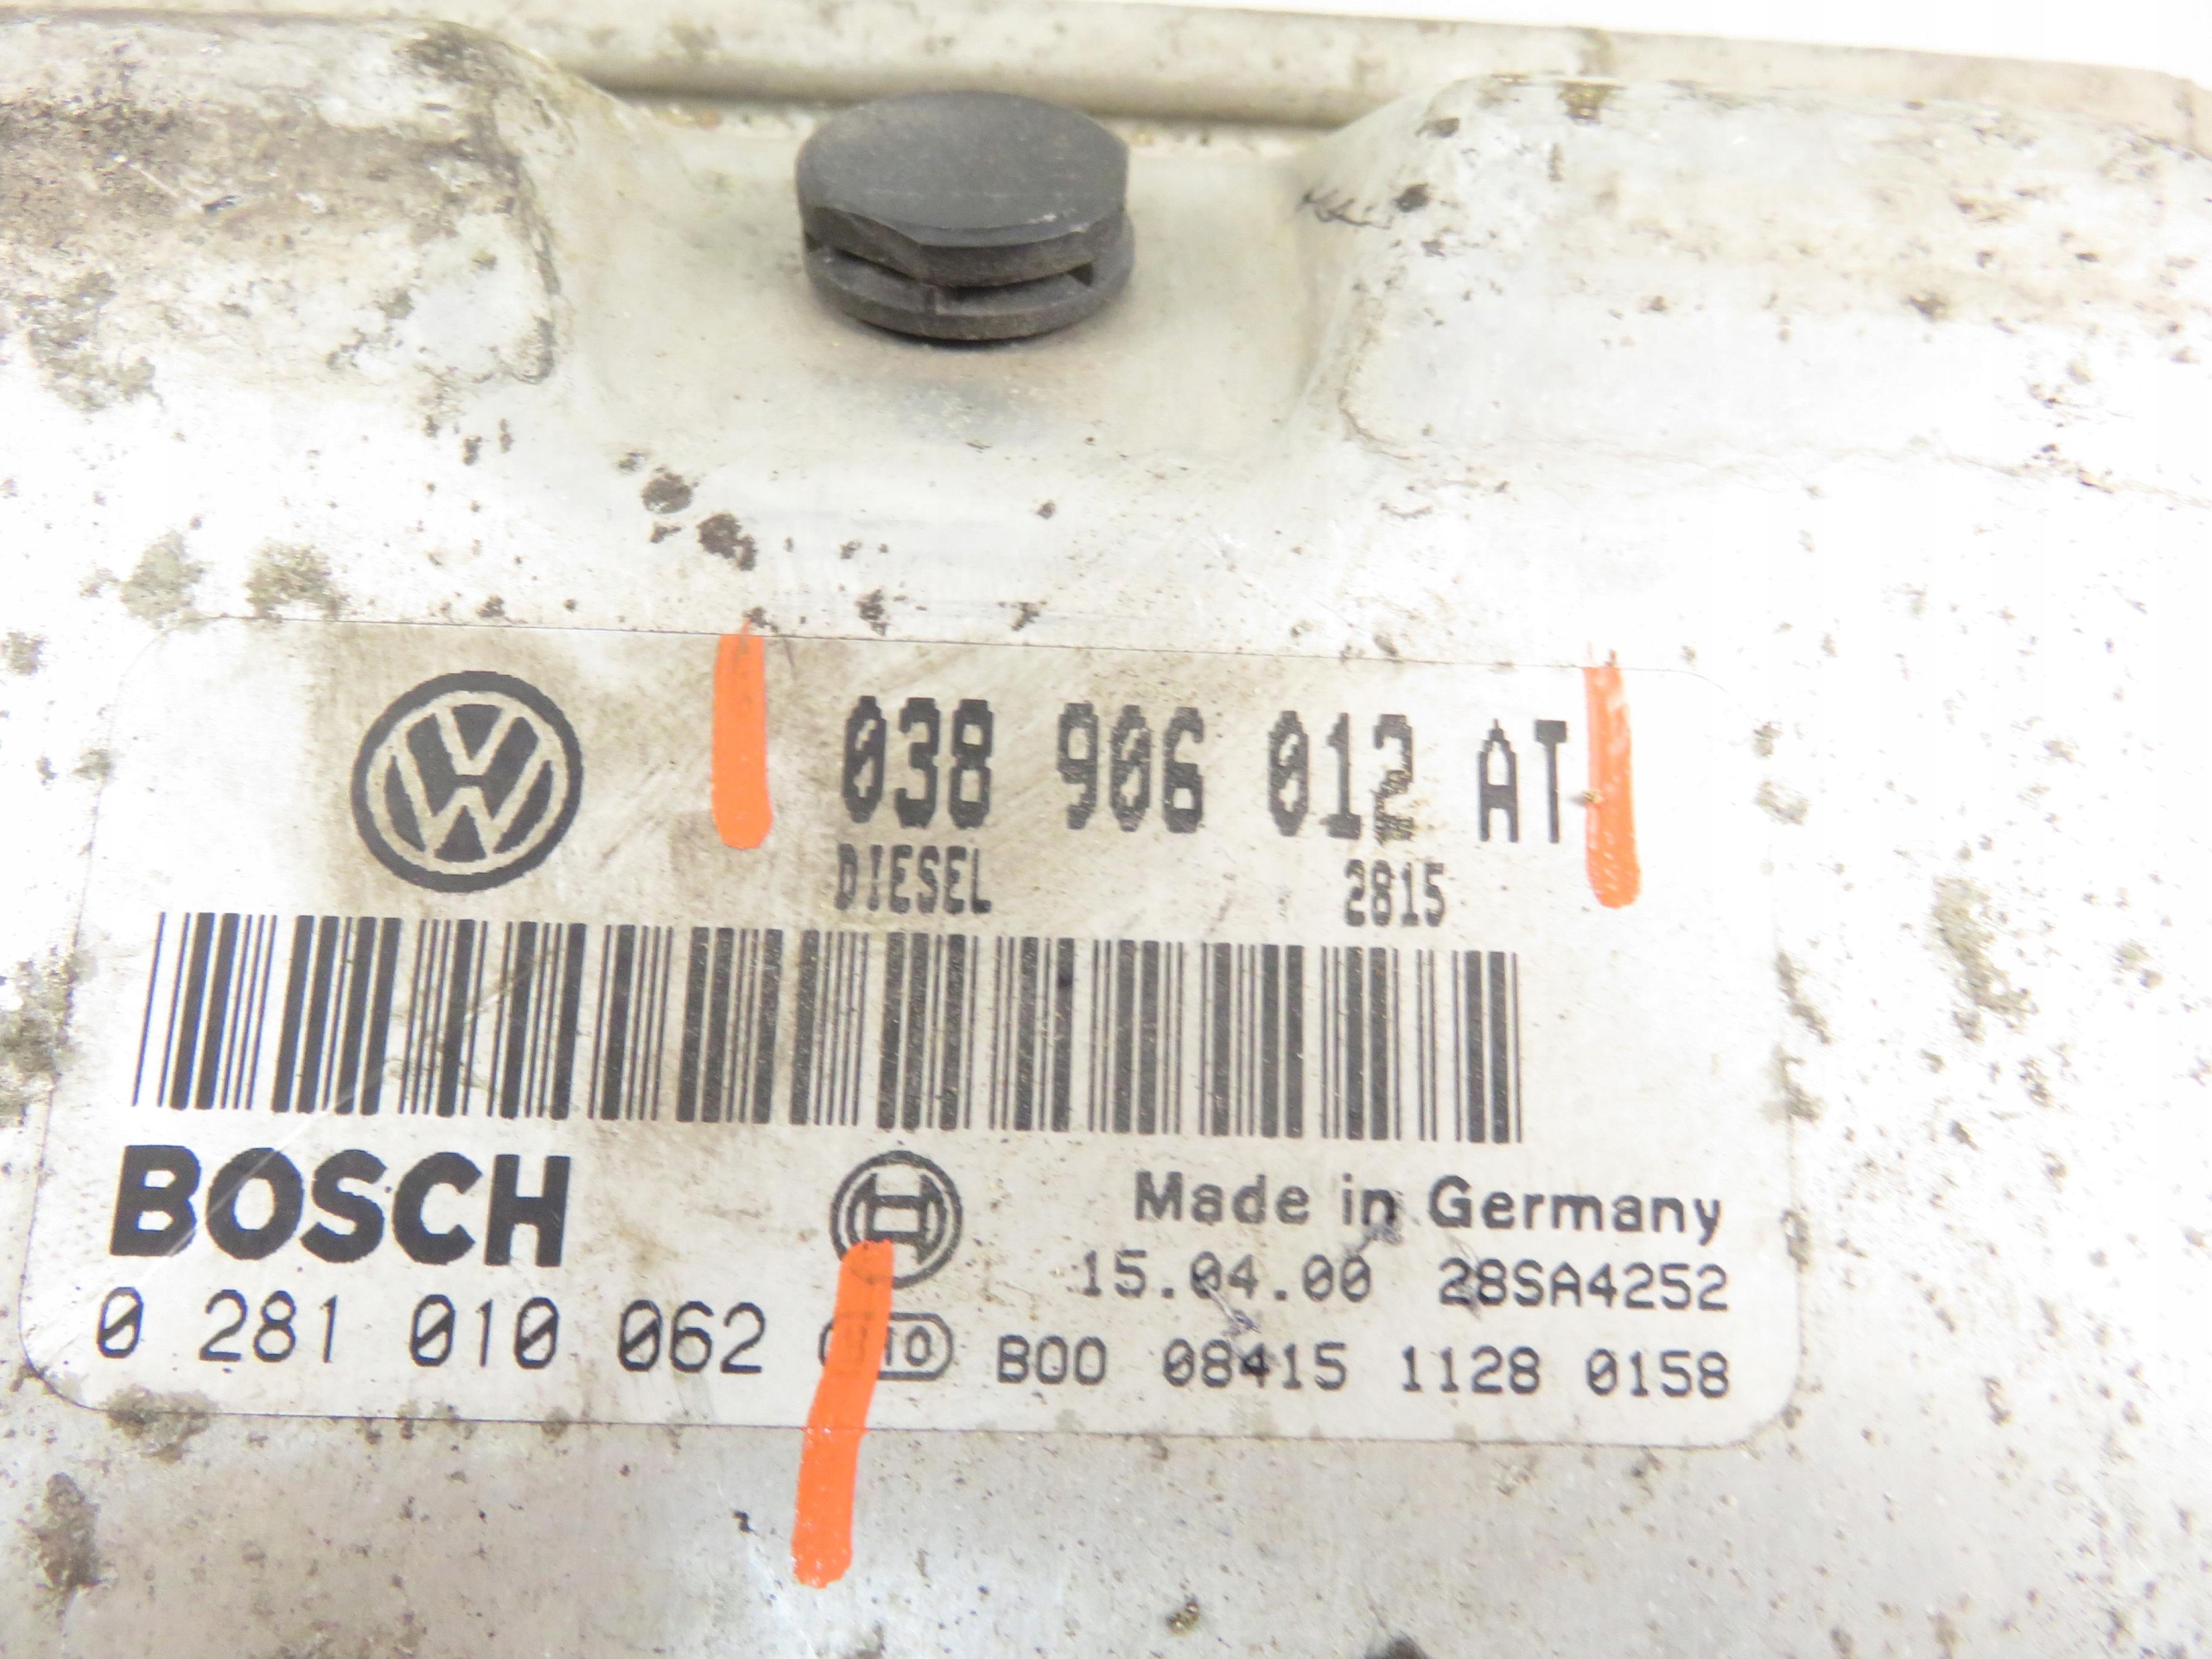 038 906 012 AT
DIESEL 2815
BOSCH
Made in Germany
15.04.00 28SA4252
0 281 010 062 10 B00 08415 1128 0158